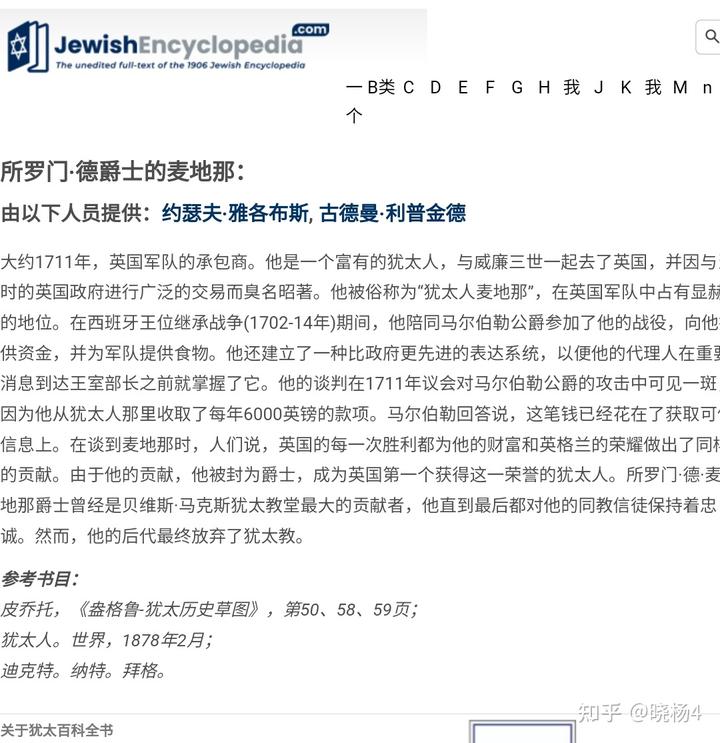 JewishEncyclopedia.com
The unedited full-text of the 1906 Jewish Encyclopedia
一 B类 C D E F G H 我 J K 我 M n
个
所罗门·德爵士的麦地那：
由以下人员提供：约瑟夫·雅各布斯, 古德曼·利普金德
大约1711年，英国军队的承包商。他是一个富有的犹太人，与威廉三世一起去了英国，并因与
时的英国政府进行广泛的交易而臭名昭著。他被俗称为“犹太人麦地那”，在英国军队中占有显赫
的地位。在西班牙王位继承战争(1702-14年)期间，他陪同马尔伯勒公爵参加了他的战役，向他
供资金，并为军队提供食物。他还建立了一种比政府更先进的表达系统，以便他的代理人在重要
消息到达王室部长之前就掌握了它。他的谈判在1711年议会对马尔伯勒公爵的攻击中可见一斑
因为他从犹太人那里收取了每年6000英镑的款项。马尔伯勒回答说，这笔钱已经花在了获取可
信息上。在谈到麦地那时，人们说，英国的每一次胜利都为他的财富和英格兰的荣耀做出了同样
的贡献。由于他的贡献，他被封为爵士，成为英国第一个获得这一荣誉的犹太人。所罗门·德·麦
地那爵士曾经是贝维斯·马克斯犹太教堂最大的贡献者，他直到最后都对他的同教信徒保持着忠
诚。然而，他的后代最终放弃了犹太教。
参考书目：
皮乔托，《盎格鲁-犹太历史草图》，第50、58、59页；
犹太人。世界，1878年2月；
迪克特。纳特。拜格。
知乎 @晓杨4
关于犹太百科全书